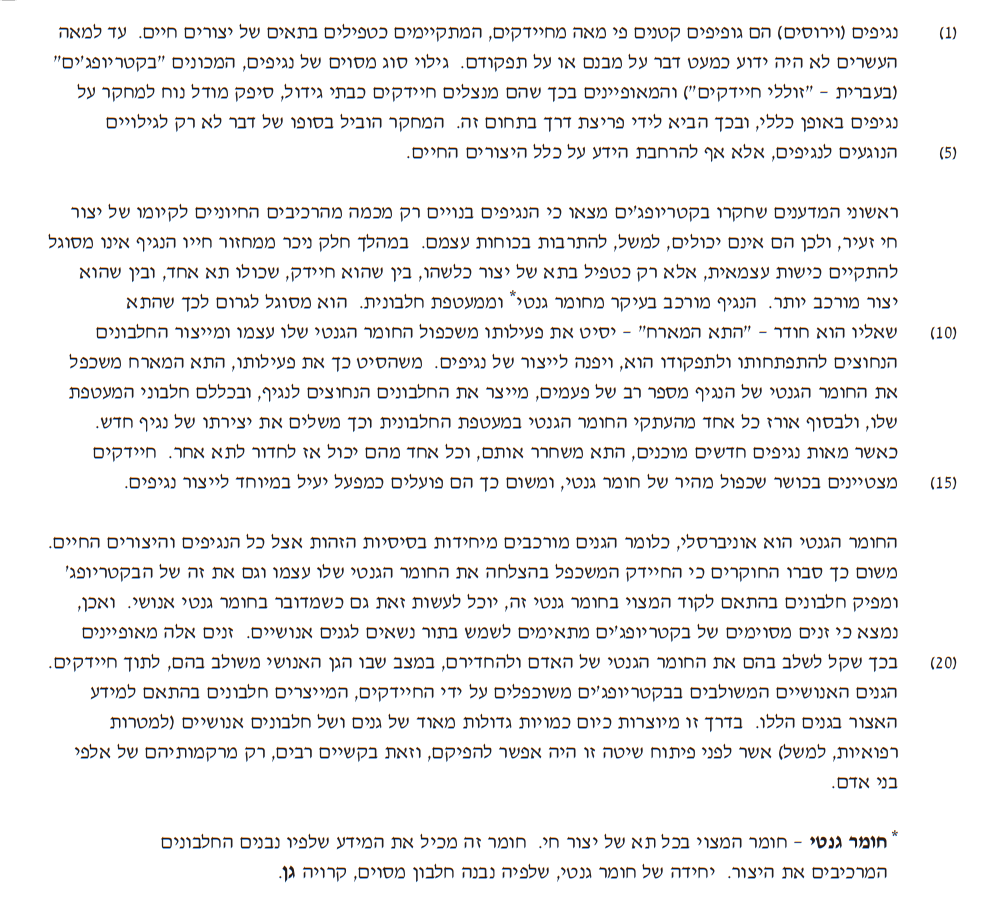 (1) נגיפים (וירוסים) הם גופיפים קטנים פי מאה מחיידקים, המתקיימים כטפילים בתאים של יצורים חיים. עד למאה
העשרים לא היה ידוע כמעט דבר על מבנם או על תפקודם. גילוי סוג מסוים של נגיפים, המכונים "בקטריופג'ים"
(בעברית – "זוללי חיידקים") והמאופיינים בכך שהם מנצלים חיידקים כבתי גידול, סיפק מודל נוח למחקר על
נגיפים באופן כללי, ובכך הביא לידי פריצת דרך בתחום זה. המחקר הוביל בסופו של דבר לא רק לגילויים
(5) הנוגעים לנגיפים, אלא אף להרחבת הידע על כלל היצורים החיים.
ראשוני המדענים שחקרו בקטריופג'ים מצאו כי הנגיפים בנויים רק מכמה מהרכיבים החיוניים לקיומו של יצור
חי זעיר, ולכן הם אינם יכולים, למשל, להתרבות בכוחות עצמם. במהלך חלק ניכר ממחזור חייו הנגיף אינו מסוגל
להתקיים כישות עצמאית, אלא רק כטפיל בתא של יצור כלשהו, בין שהוא חיידק, שכולו תא אחד, ובין שהוא
יצור מורכב יותר. הנגיף מורכב בעיקר מחומר גנטי* וממעטפת חלבונית. הוא מסוגל לגרום לכך שהתא
(10) שאליו הוא חודר – "התא המארח" – יסיט את פעילותו משכפול החומר הגנטי שלו עצמו ומייצור החלבונים
הנחוצים להתפתחותו ולתפקודו הוא, ויפנה לייצור של נגיפים. משהסיט כך את פעילותו, התא המארח משכפל
את החומר הגנטי של הנגיף מספר רב של פעמים, מייצר את החלבונים הנחוצים לנגיף, ובכללם חלבוני המעטפת
שלו, ולבסוף אורז כל אחד מהעתקי החומר הגנטי במעטפת החלבונית וכך משלים את יצירתו של נגיף חדש.
כאשר מאות נגיפים חדשים מוכנים, התא משחרר אותם, וכל אחד מהם יכול אז לחדור לתא אחר. חיידקים
(15) מצטיינים בכושר שכפול מהיר של חומר גנטי, ומשום כך הם פועלים כמפעל יעיל במיוחד לייצור נגיפים.
החומר הגנטי הוא אוניברסלי, כלומר הגנים מורכבים מיחידות בסיסיות הזהות אצל כל הנגיפים והיצורים החיים.
משום כך סברו החוקרים כי החיידק המשכפל בהצלחה את החומר הגנטי שלו עצמו וגם את זה של הבקטריופג'
ומפיק חלבונים בהתאם לקוד המצוי בחומר גנטי זה, יוכל לעשות זאת גם כשמדובר בחומר גנטי אנושי. ואכן,
נמצא כי זנים מסוימים של בקטריופג'ים מתאימים לשמש בתור נשאים לגנים אנושיים. זנים אלה מאופיינים
(20) בכך שקל לשלב בהם את החומר הגנטי של האדם ולהחדירם, במצב שבו הגן האנושי משולב בהם, לתוך חיידקים.
הגנים האנושיים המשולבים בבקטריופג'ים משוכפלים על ידי החיידקים, המייצרים חלבונים בהתאם למידע
האצור בגנים הללו. בדרך זו מיוצרות כיום כמויות גדולות מאוד של גנים ושל חלבונים אנושיים (למטרות
רפואיות, למשל) אשר לפני פיתוח שיטה זו היה אפשר להפיקם, וזאת בקשיים רבים, רק מרקמותיהם של אלפי
בני אדם.
* חומר גנטי – חומר המצוי בכל תא של יצור חי. חומר זה מכיל את המידע שלפיו נבנים החלבונים
המרכיבים את היצור. יחידה של חומר גנטי, שלפיה נבנה חלבון מסוים, קרויה גן.